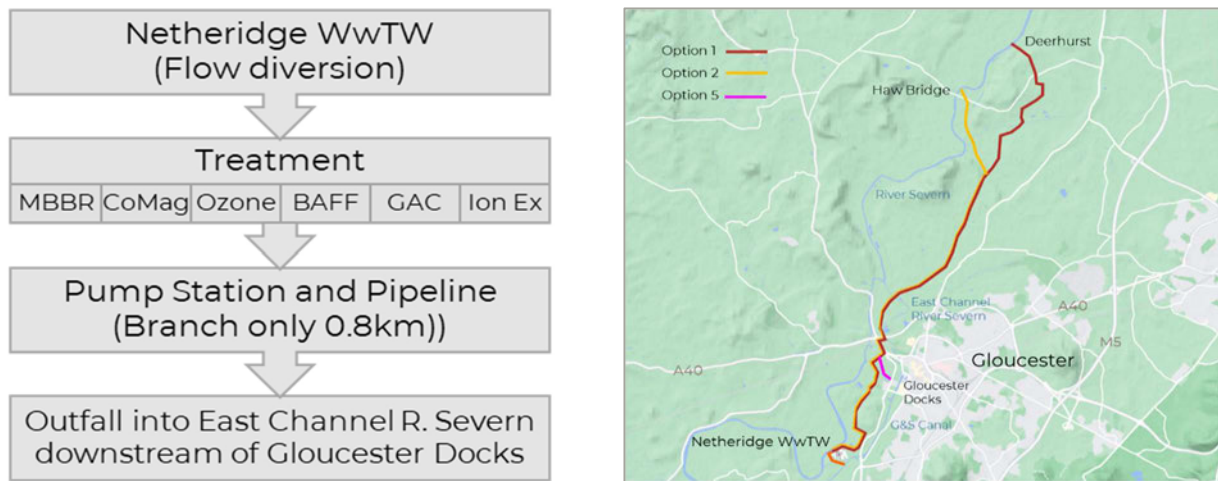 Netheridge WwTW
(Flow diversion)
Treatment
MBBR CoMag Ozone BAFF GAC Ion Ex
Pump Station and Pipeline
(Branch only 0.8km))
Outfall into East Channel R. Severn
downstream of Gloucester Docks
Option 1
Option 2
Option 5
Deerhurst
Haw Bridge
River Severn
East Channel
River Severn
A40
M5
Gloucester
A40
Gloucester
Docks
G&S Canal
Netheridge WwTW